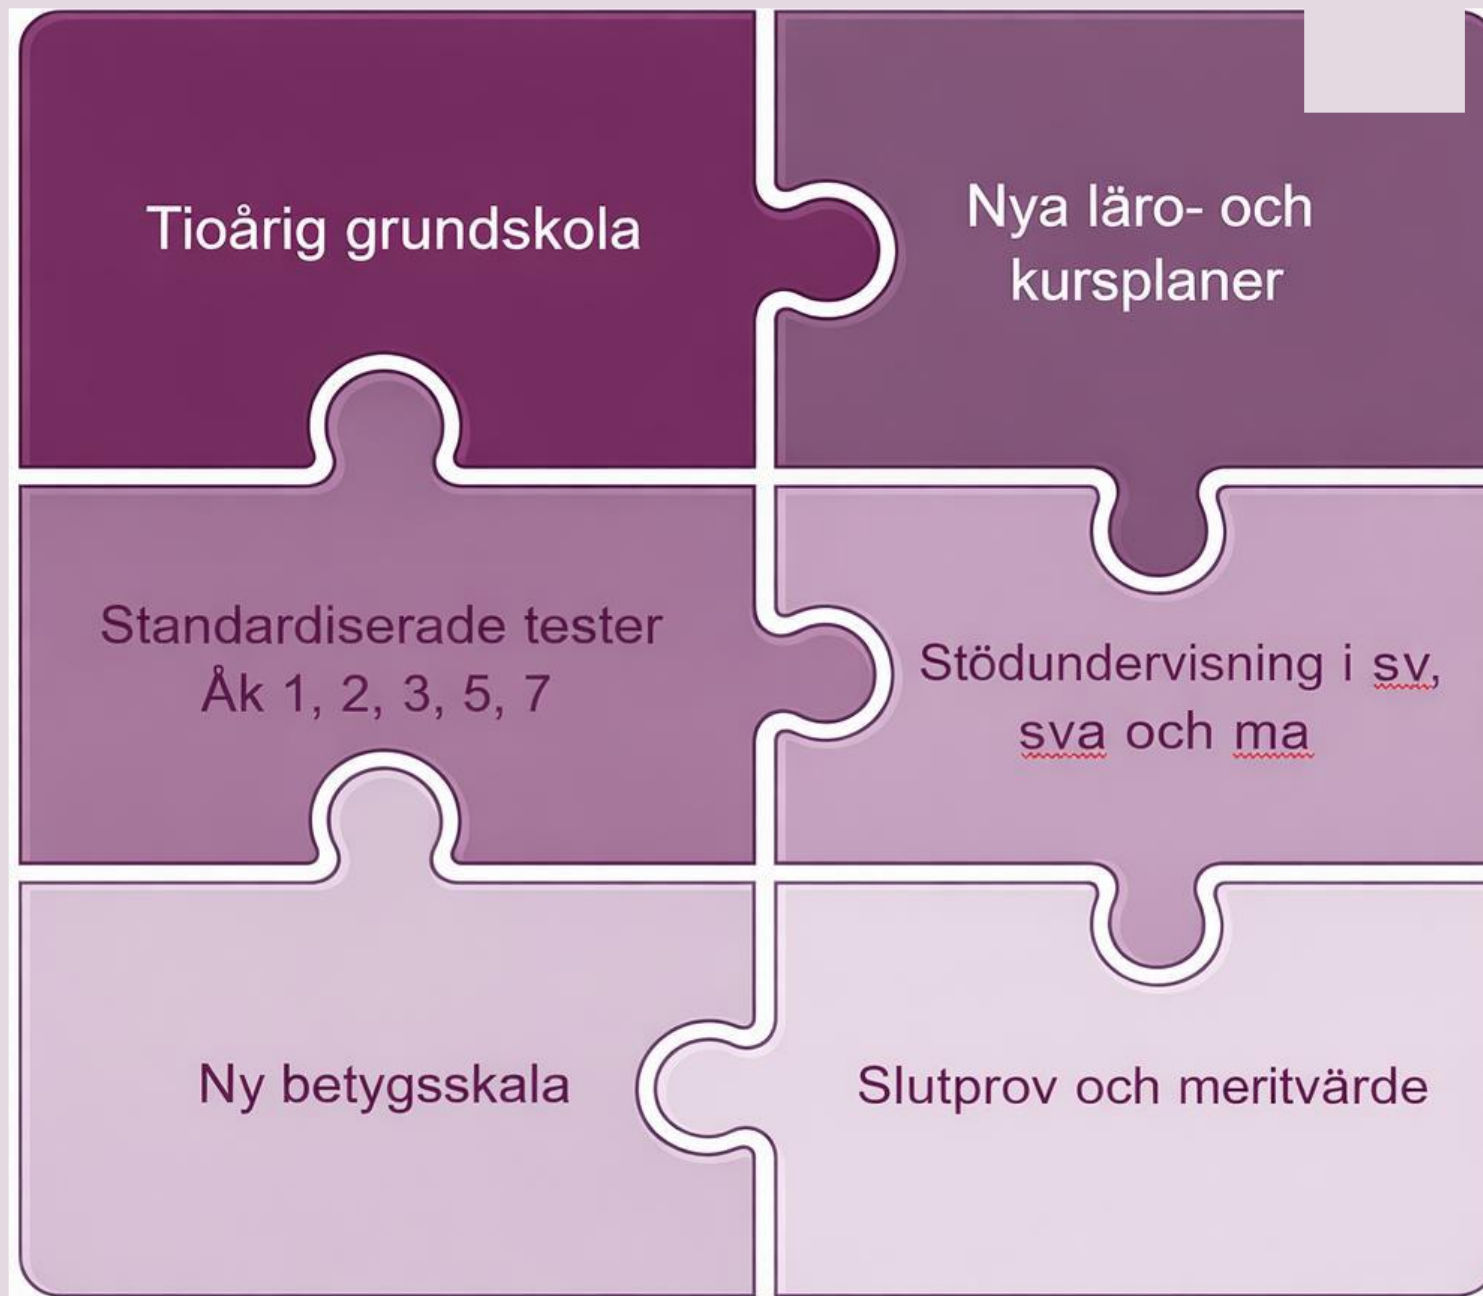 Tioårig grundskola
Nya läro- och
kursplaner
Standardiserade tester
Åk 1, 2, 3, 5, 7
Stödundervisning i sv,
sva och ma
Ny betygsskala
Slutprov och meritvärde